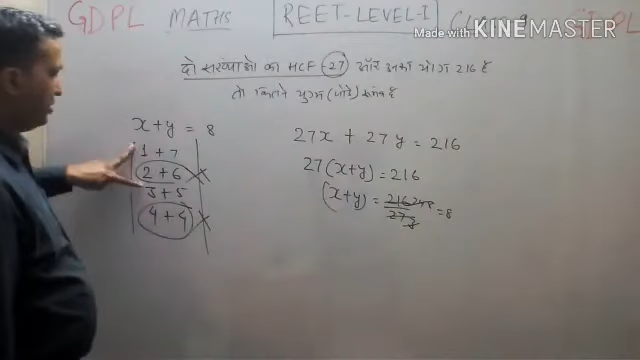 GDPL MATHS REET-LEVEL-I
Made with KINEMASTER
दो संख्याओ का HCF 27 और उनका योग 216 है
तो कितने युग्म (जोडे) संभव है
x+y = 8
1+7
2+6
3+5
4+4
27x + 27y = 216
27(x+y) = 216
(x+y) = 216 / 27 = 8